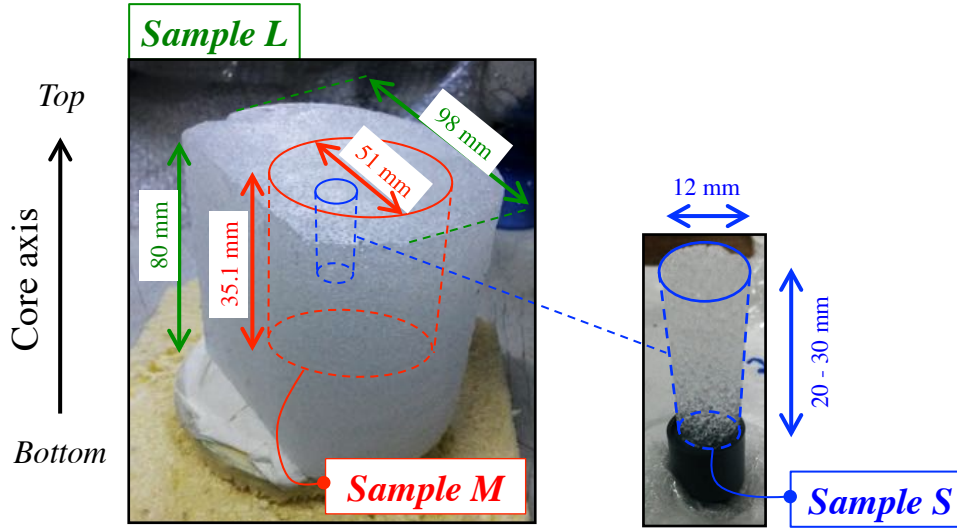 Sample L
Top
98 mm
51 mm
12 mm
80 mm
35.1 mm
Core axis
20 - 30 mm
Bottom
Sample M
Sample S